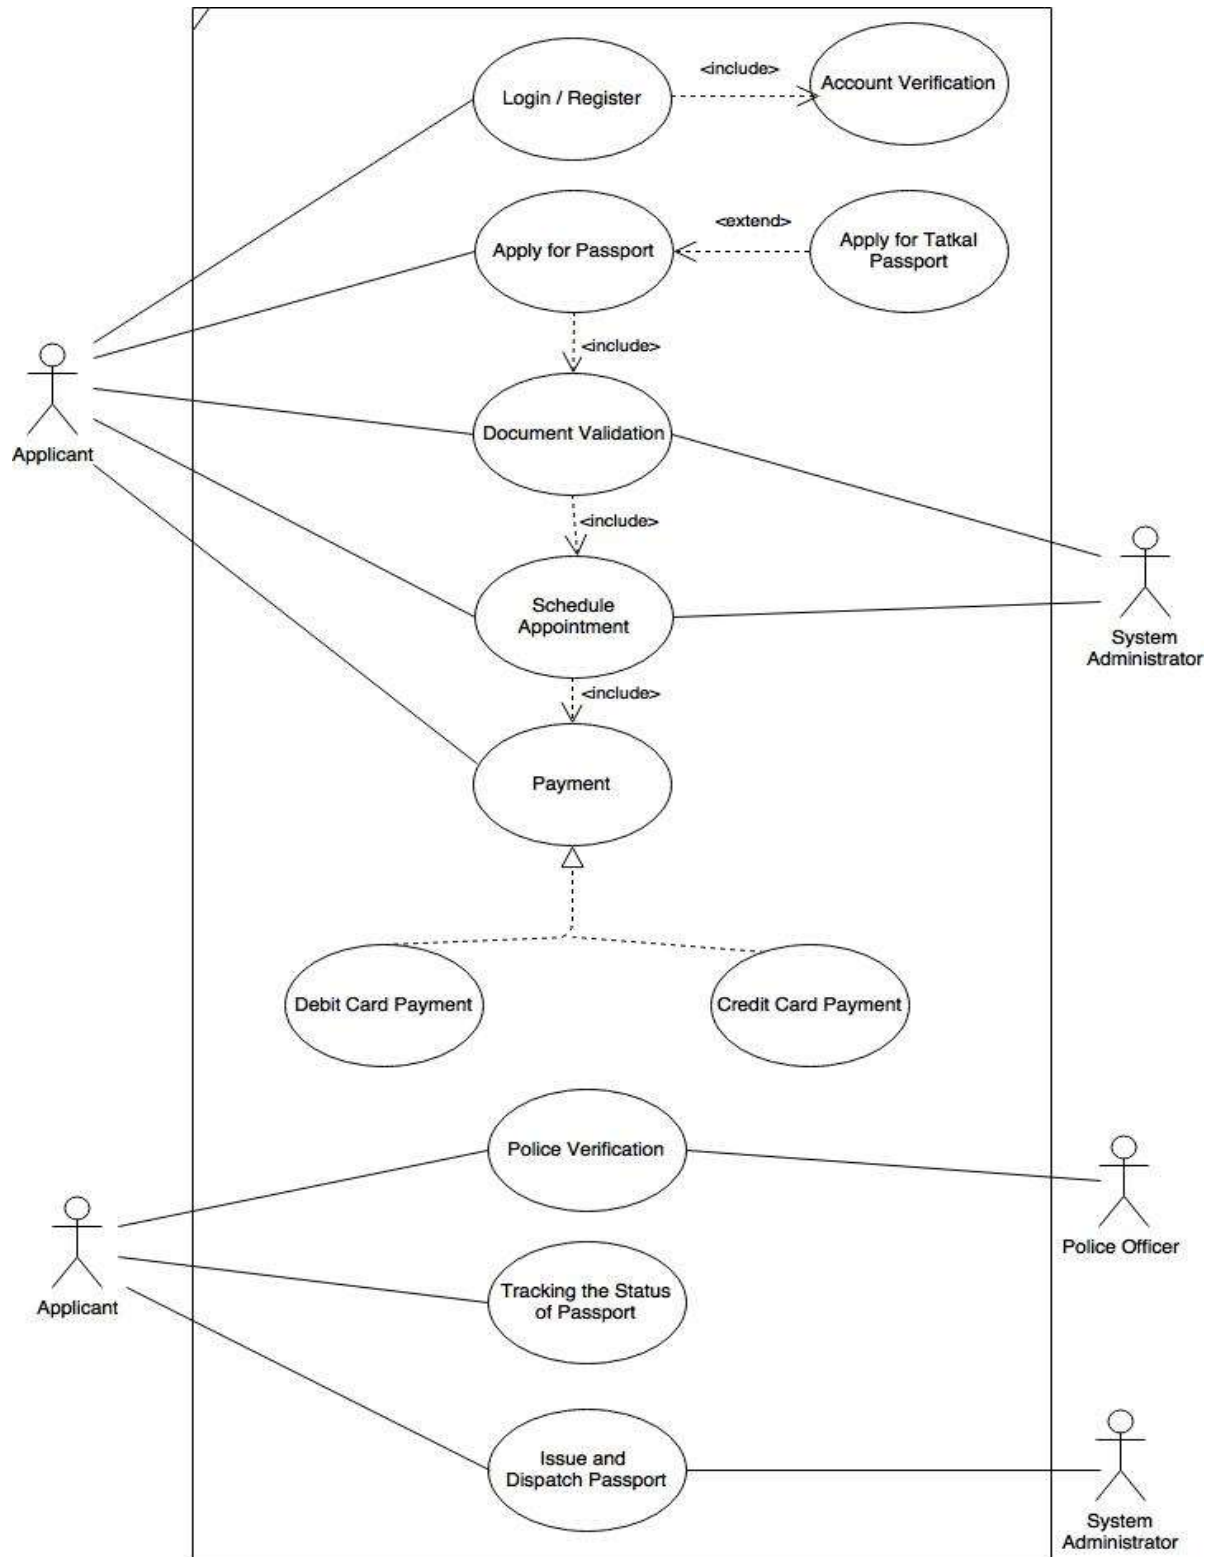 <include>
Account Verification
Login / Register
<extend>
Apply for Tatkal
Passport
Apply for Passport
<include>
Document Validation
Applicant
<include>
Schedule
Appointment
System
Administrator
<include>
Payment
Debit Card Payment
Credit Card Payment
Police Verification
Police Officer
Tracking the Status
of Passport
Applicant
Issue and
Dispatch Passport
System
Administrator